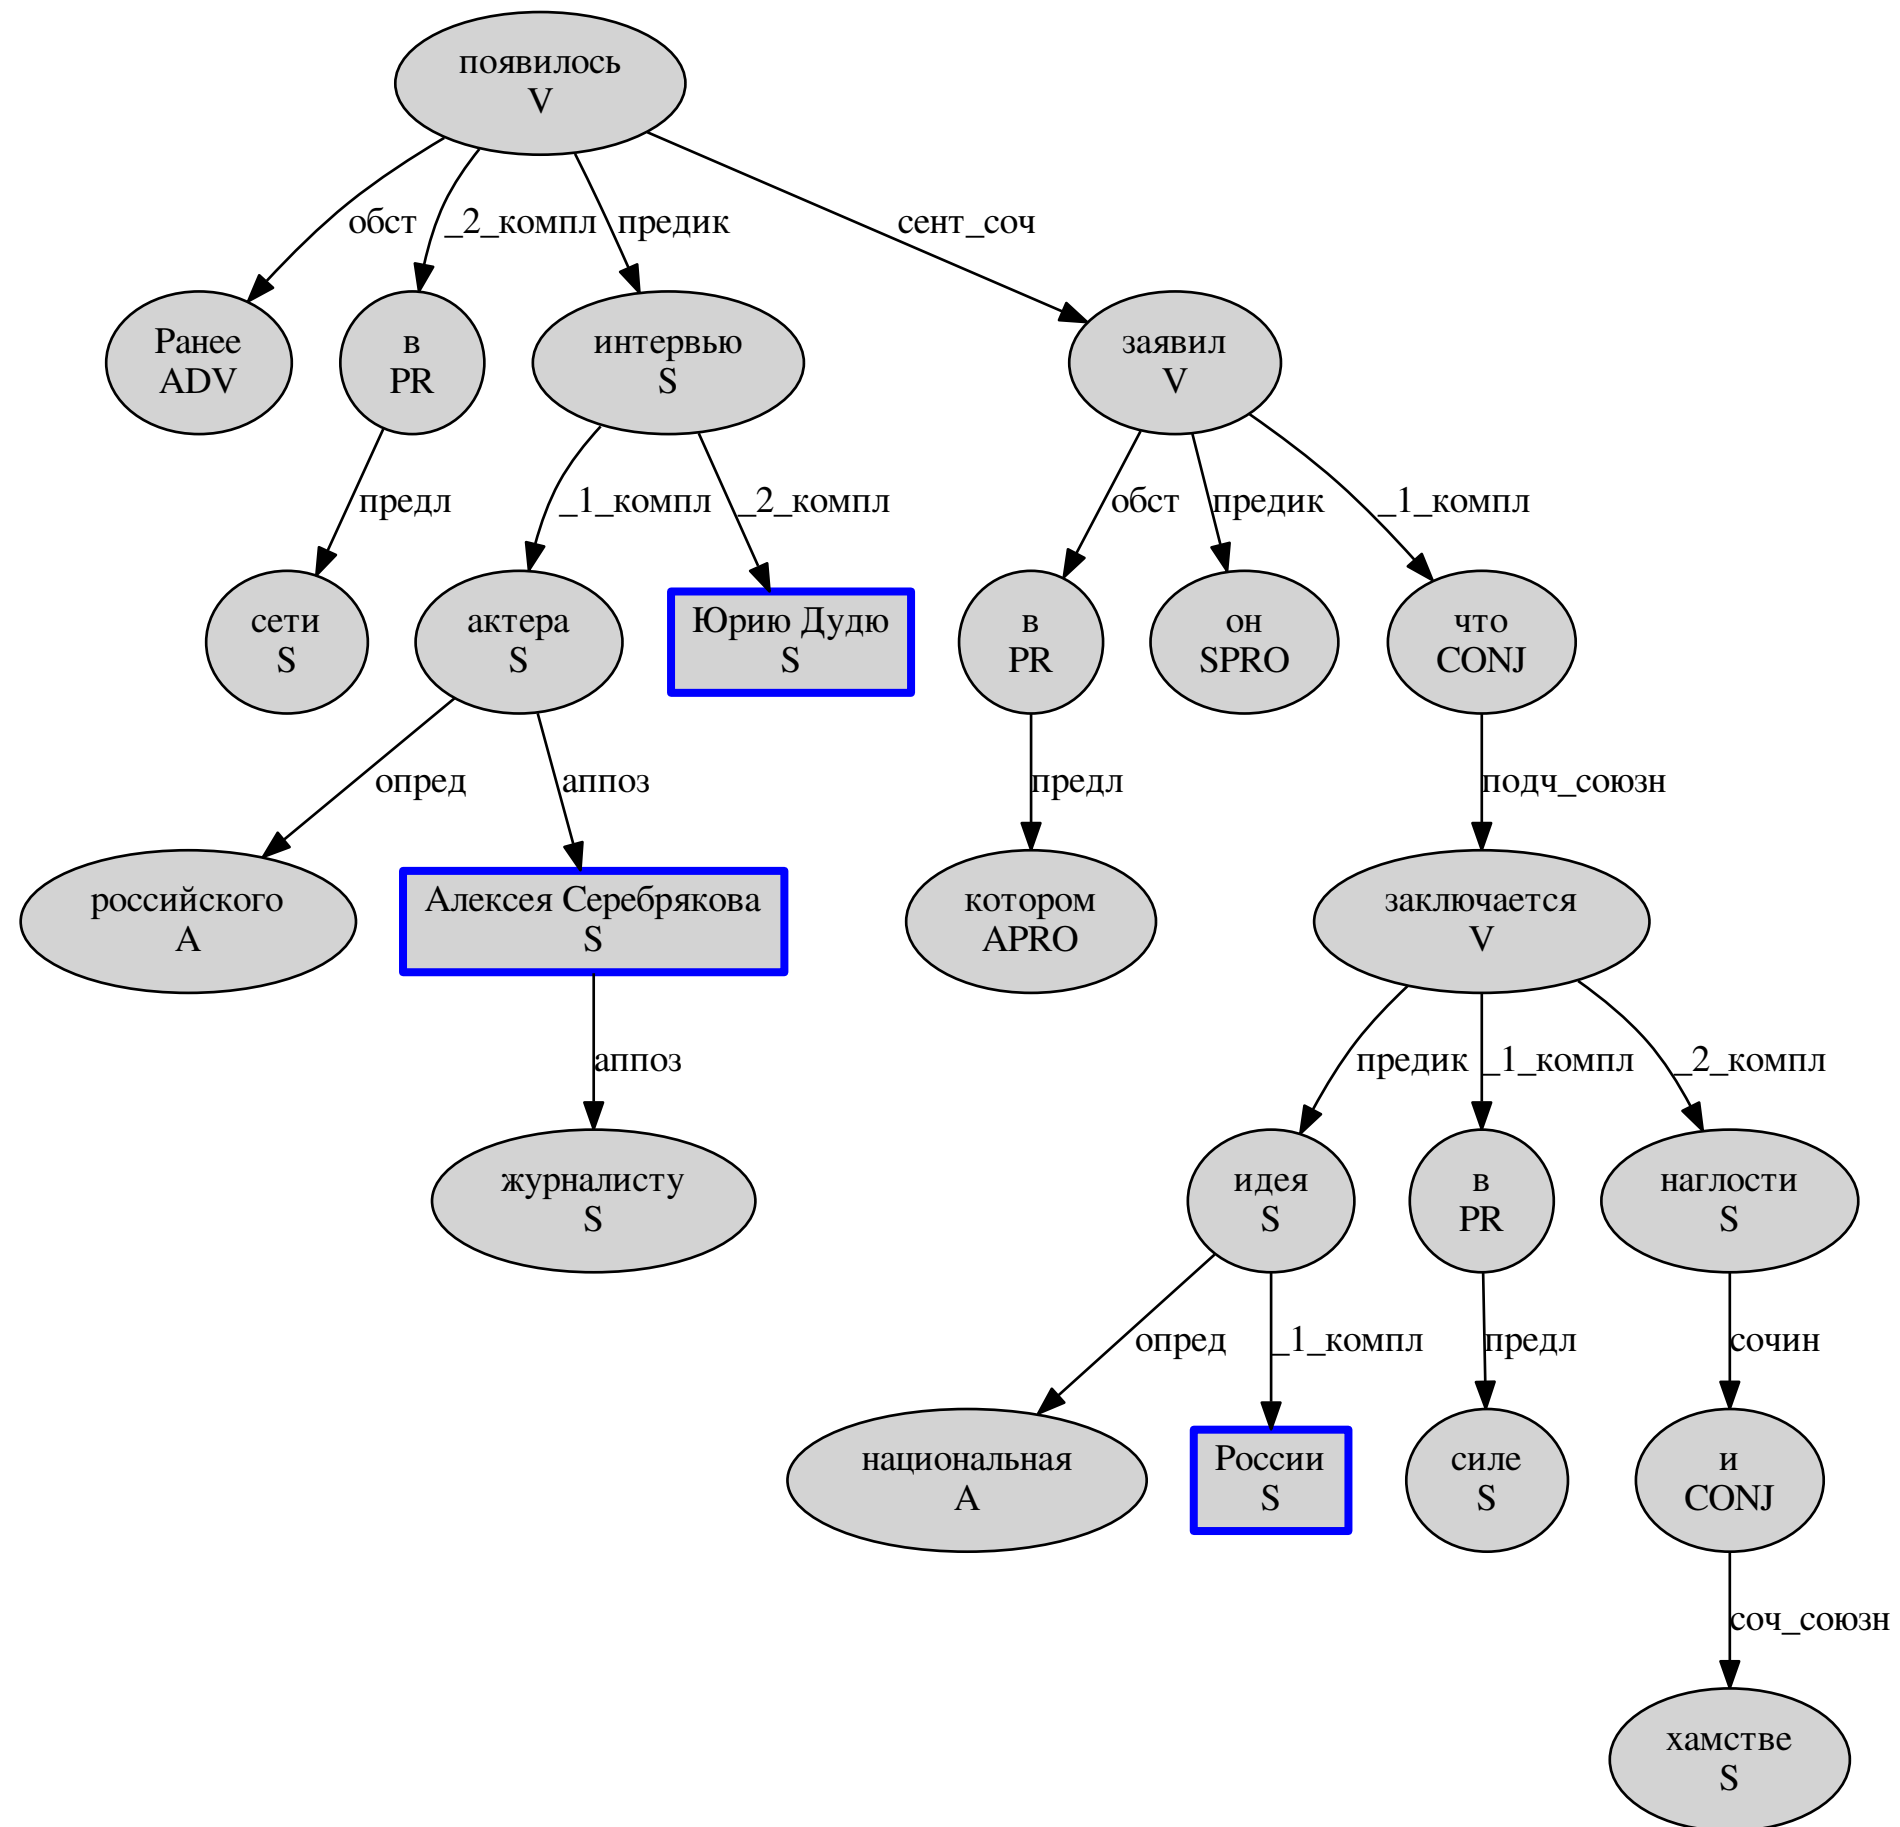 появилось
V
обст
_2_компл
предик
сент_соч
Ранее
ADV
в
PR
интервью
S
заявил
V
предл
_1_компл
_2_компл
обст
предик
_1_компл
сети
S
актера
S
Юрию Дудю
S
в
PR
он
SPRO
что
CONJ
опред
аппоз
предл
подч_союзн
российского
A
Алексея Серебрякова
S
котором
APRO
заключается
V
аппоз
предик
_1_компл
_2_компл
журналисту
S
идея
S
в
PR
наглости
S
опред
_1_компл
предл
сочин
национальная
A
России
S
силе
S
и
CONJ
соч_союзн
хамстве
S